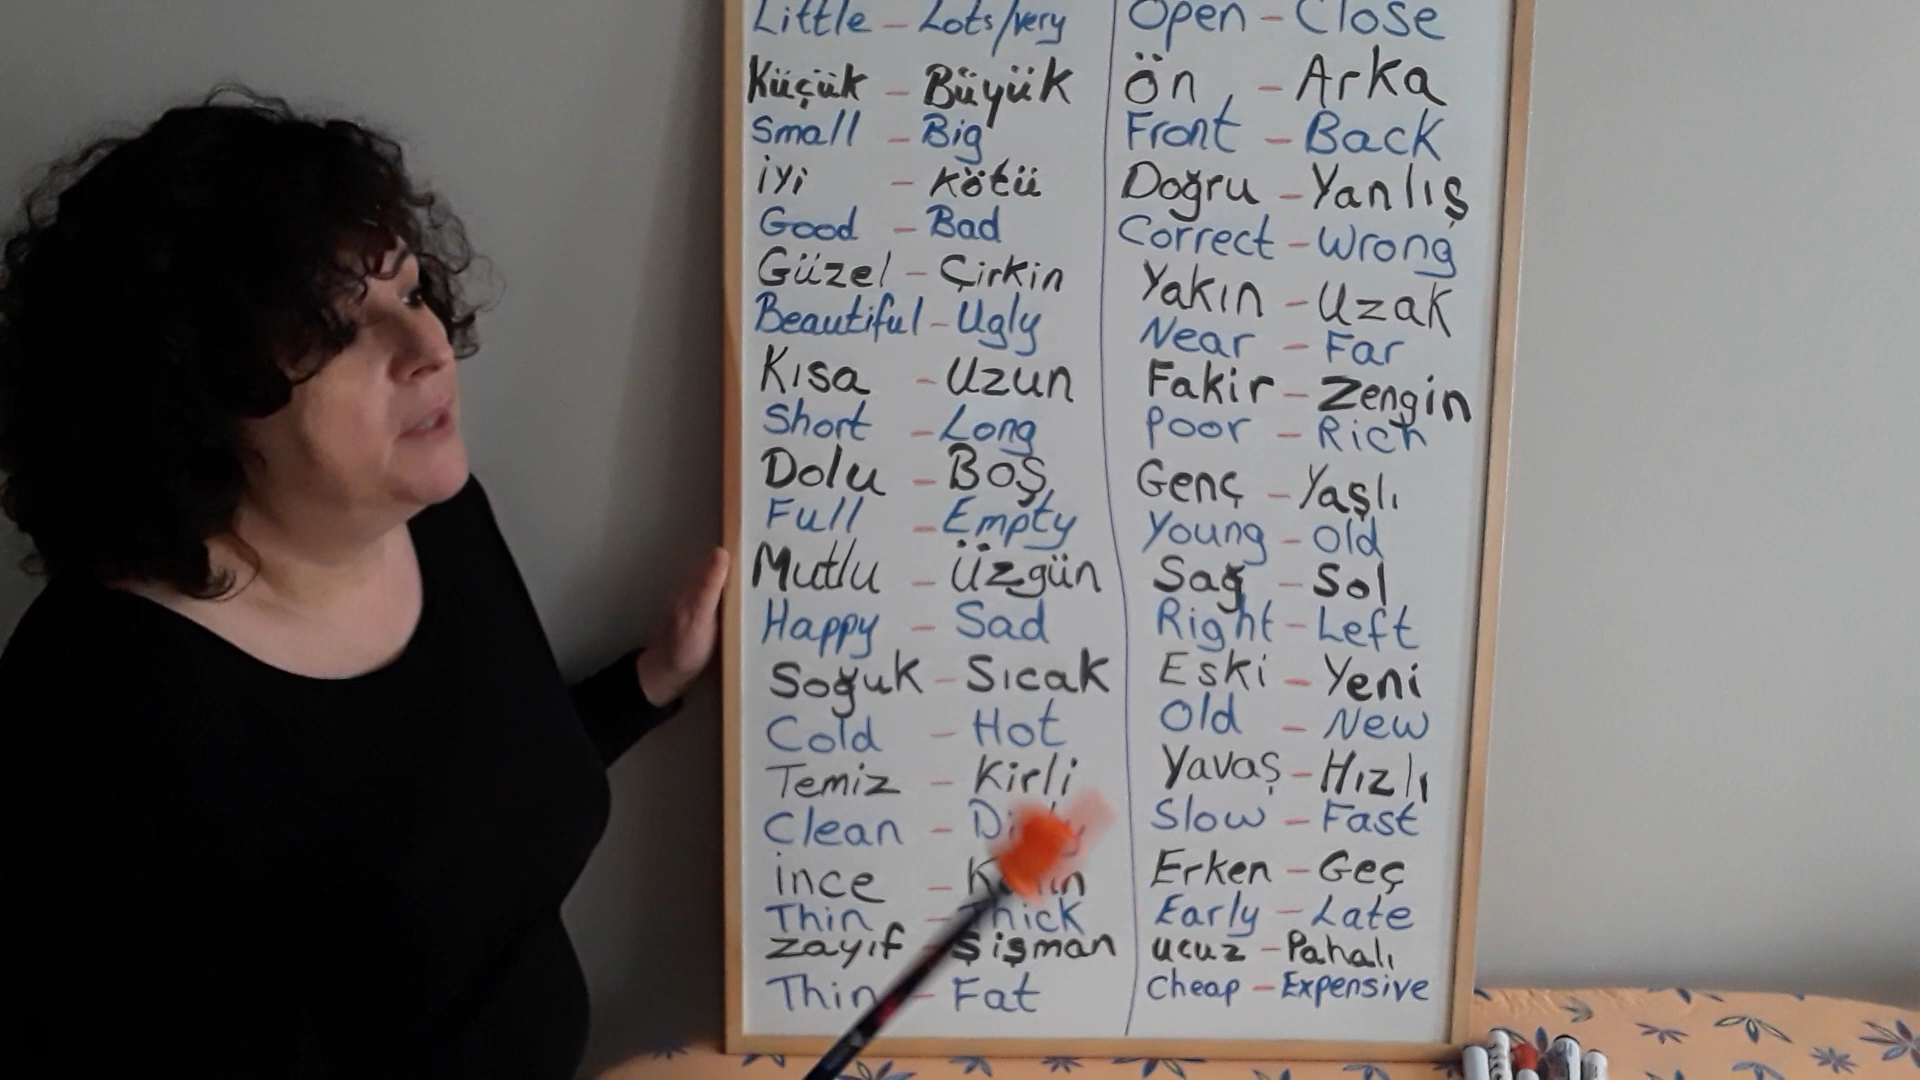 Little - Lots/very
Küçük - Büyük
Small - Big
İyi - Kötü
Good - Bad
Güzel - Çirkin
Beautiful - Ugly
Kısa - Uzun
Short - Long
Dolu - Boş
Full - Empty
Mutlu - Üzgün
Happy - Sad
Soğuk - Sıcak
Cold - Hot
Temiz - Kirli
Clean -
İnce -
Thin - Thick
Zayıf - Şişman
Thin - Fat
Open - Close
Ön - Arka
Front - Back
Doğru - Yanlış
Correct - Wrong
Yakın - Uzak
Near - Far
Fakir - Zengin
Poor - Rich
Genç - Yaşlı
Young - Old
Sağ - Sol
Right - Left
Eski - Yeni
Old - New
Yavaş - Hızlı
Slow - Fast
Erken - Geç
Early - Late
ucuz - Pahalı
Cheap - Expensive